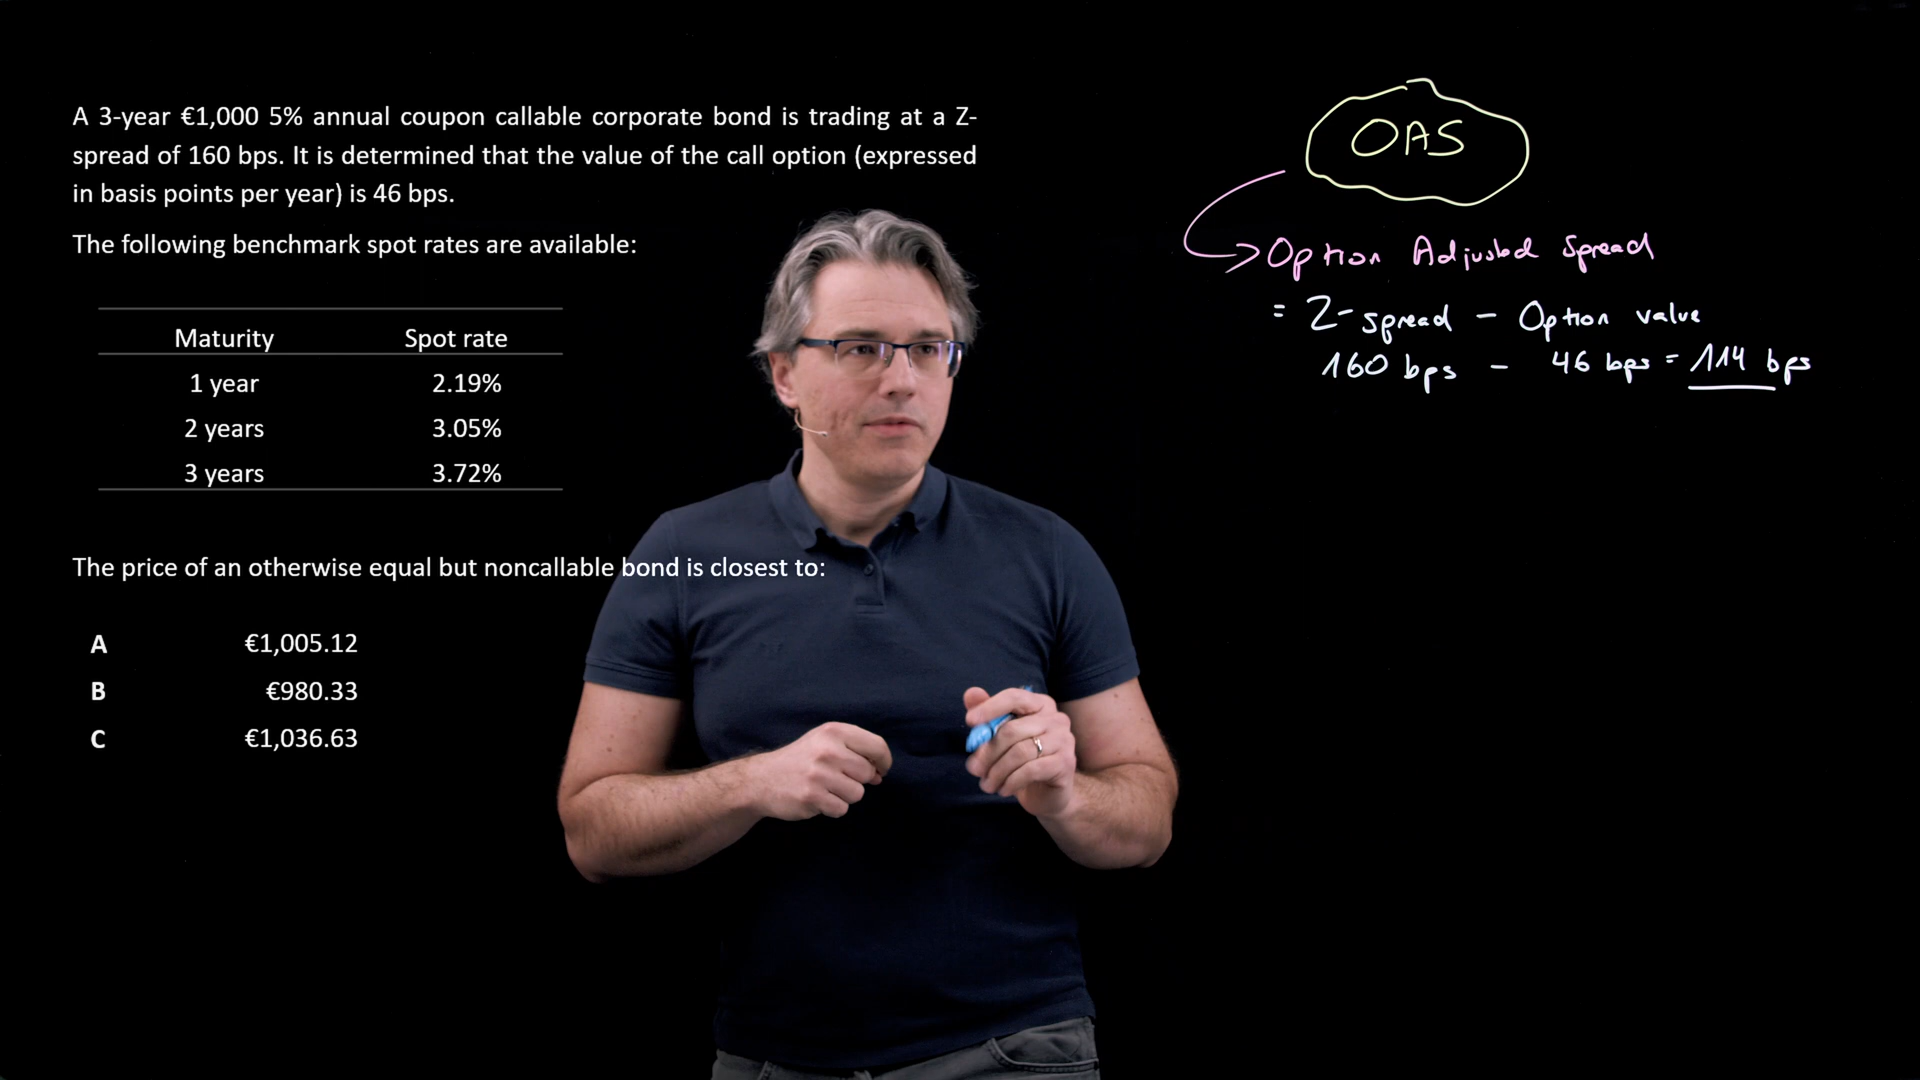 A 3-year €1,000 5% annual coupon callable corporate bond is trading at a Z-
spread of 160 bps. It is determined that the value of the call option (expressed
in basis points per year) is 46 bps.
The following benchmark spot rates are available:
Maturity Spot rate
1 year 2.19%
2 years 3.05%
3 years 3.72%
The price of an otherwise equal but noncallable bond is closest to:
A €1,005.12
B €980.33
C €1,036.63
OAS
Option Adjusted Spread
= Z-spread - Option value
160 bps - 46 bps = 114 bps